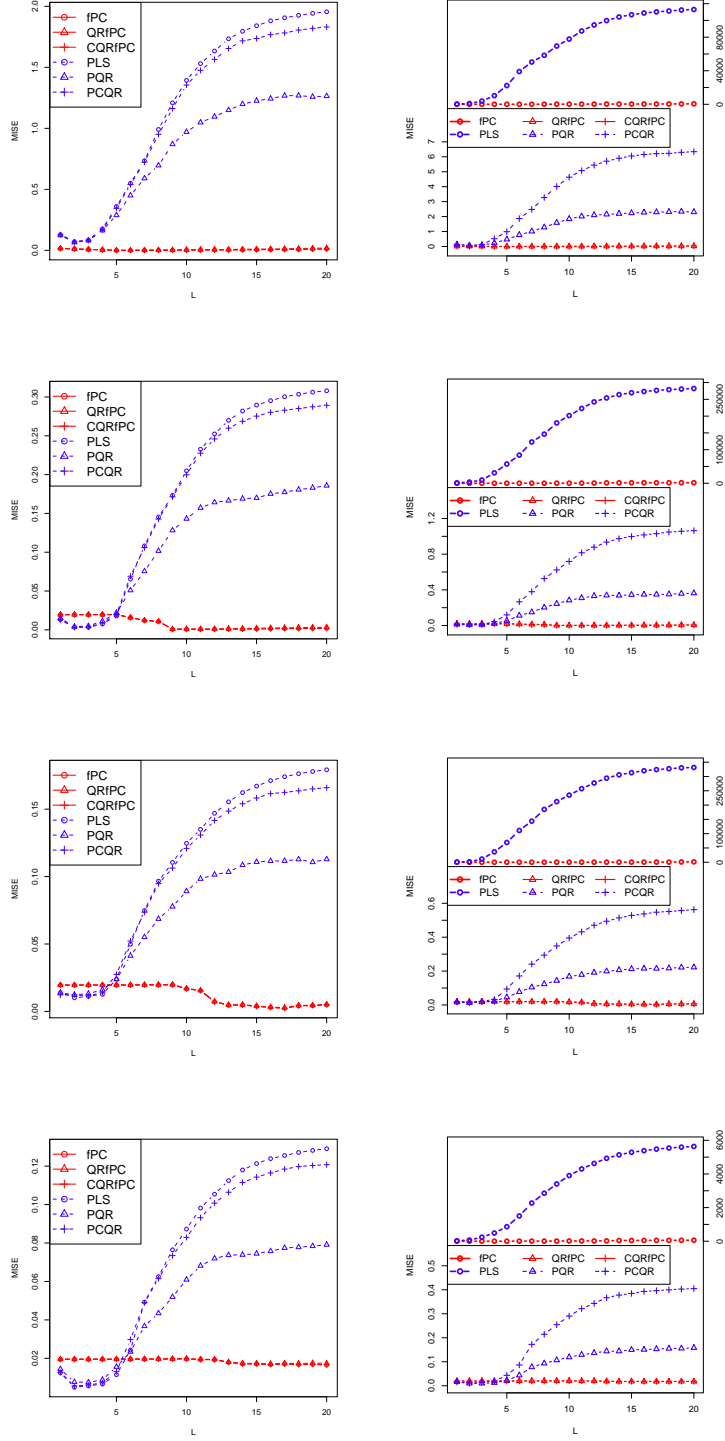 MISE
0.0
0.5
1.0
1.5
2.0
fPC
QRfPC
CQRfPC
PLS
PQR
PCQR
5
10
15
20
L
0
40000
80000
MISE
0
1
2
3
4
5
6
7
fPC QRfPC CQRfPC
PLS PQR PCQR
5
10
15
20
L
MISE
0.00
0.05
0.10
0.15
0.20
0.25
0.30
fPC
QRfPC
CQRfPC
PLS
PQR
PCQR
5
10
15
20
L
0
100000
250000
MISE
0.0
0.4
0.8
1.2
fPC QRfPC CQRfPC
PLS PQR PCQR
5
10
15
20
L
MISE
0.00
0.05
0.10
0.15
fPC
QRfPC
CQRfPC
PLS
PQR
PCQR
5
10
15
20
L
0
100000
250000
MISE
0.0
0.2
0.4
0.6
fPC QRfPC CQRfPC
PLS PQR PCQR
5
10
15
20
L
MISE
0.02
0.04
0.06
0.08
0.10
0.12
fPC
QRfPC
CQRfPC
PLS
PQR
PCQR
5
10
15
20
L
0
2000
4000
6000
MISE
0.0
0.1
0.2
0.3
0.4
0.5
fPC QRfPC CQRfPC
PLS PQR PCQR
5
10
15
20
L